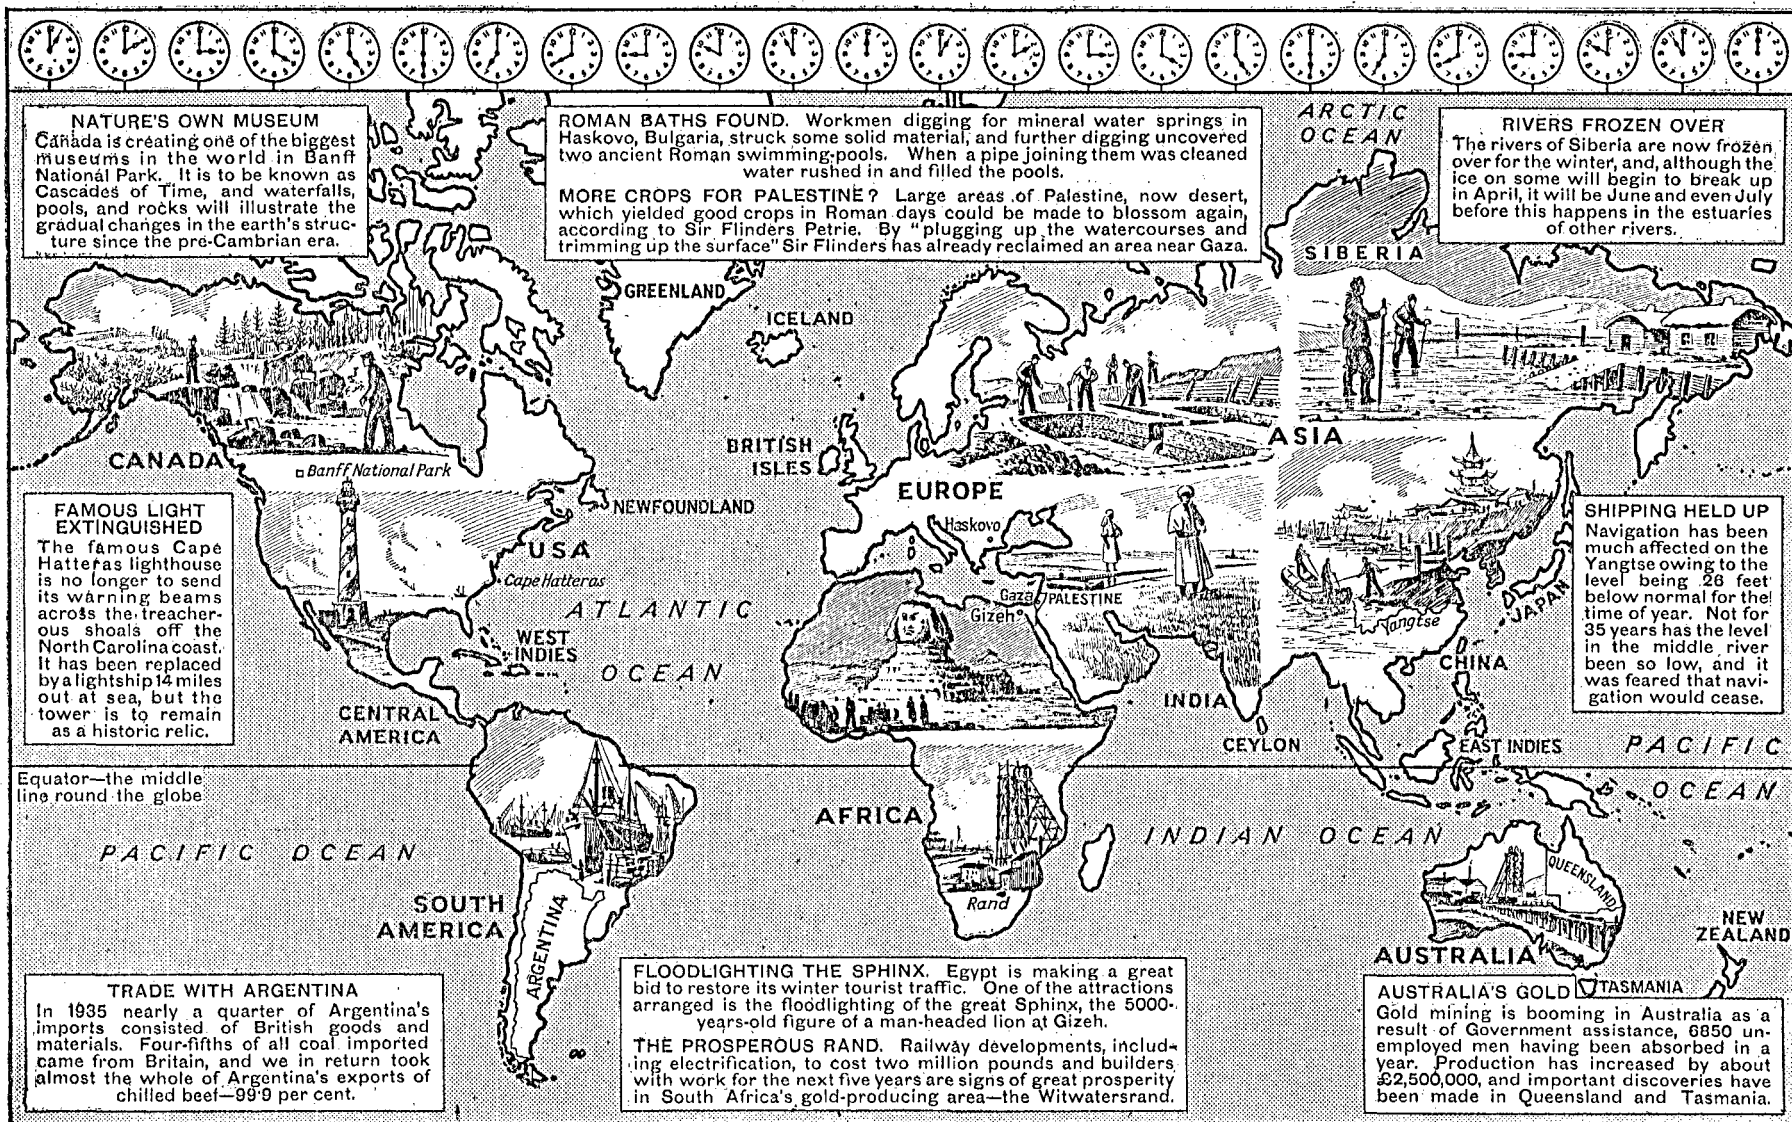 NATURE'S OWN MUSEUM
Canada is creating one of the biggest
museums in the world in Banff
National Park. It is to be known as
Cascades of Time, and waterfalls,
pools, and rocks will illustrate the
gradual changes in the earth's struc-
ture since the pre-Cambrian era.
ROMAN BATHS FOUND. Workmen digging for mineral water springs in
Haskovo, Bulgaria, struck some solid material, and further digging uncovered
two ancient Roman swimming-pools. When a pipe joining them was cleaned
water rushed in and filled the pools.
MORE CROPS FOR PALESTINE? Large areas of Palestine, now desert,
which yielded good crops in Roman days could be made to blossom again,
according to Sir Flinders Petrie. By "plugging up the watercourses and
trimming up the surface" Sir Flinders has already reclaimed an area near Gaza.
ARCTIC
OCEAN
RIVERS FROZEN OVER
The rivers of Siberia are now frozen
over for the winter, and, although the
ice on some will begin to break up
in April, it will be June and even July
before this happens in the estuaries
of other rivers.
SIBERIA
GREENLAND
ICELAND
BRITISH
ISLES
ASIA
CANADA
Banff National Park
EUROPE
NEWFOUNDLAND
Haskovo
USA
Cape Hatteras
FAMOUS LIGHT
EXTINGUISHED
The famous Cape
Hatteras lighthouse
is no longer to send
its warning beams
across the treacher-
ous shoals off the
North Carolina coast.
It has been replaced
by a lightship 14 miles
out at sea, but the
tower is to remain
as a historic relic.
SHIPPING HELD UP
Navigation has been
much affected on the
Yangtse owing to the
level being 26 feet
below normal for the
time of year. Not for
35 years has the level
in the middle river
been so low, and it
was feared that navi-
gation would cease.
ATLANTIC
OCEAN
Gaza
PALESTINE
Gizeh
JAPAN
Yangtse
WEST
INDIES
CHINA
INDIA
CENTRAL
AMERICA
CEYLON
EAST INDIES
PACIFIC
OCEAN
Equator—the middle
line round the globe
AFRICA
INDIAN OCEAN
PACIFIC OCEAN
QUEENSLAND
SOUTH
AMERICA
ARGENTINA
Rand
NEW
ZEALAND
AUSTRALIA
TASMANIA
TRADE WITH ARGENTINA
In 1935 nearly a quarter of Argentina's
imports consisted of British goods and
materials. Four-fifths of all coal imported
came from Britain, and we in return took
almost the whole of Argentina's exports of
chilled beef—99·9 per cent.
FLOODLIGHTING THE SPHINX. Egypt is making a great
bid to restore its winter tourist traffic. One of the attractions
arranged is the floodlighting of the great Sphinx, the 5000-
years-old figure of a man-headed lion at Gizeh.
THE PROSPEROUS RAND. Railway developments, includ-
ing electrification, to cost two million pounds and builders
with work for the next five years are signs of great prosperity
in South Africa's gold-producing area—the Witwatersrand.
AUSTRALIA'S GOLD
Gold mining is booming in Australia as a
result of Government assistance, 6850 un-
employed men having been absorbed in a
year. Production has increased by about
£2,500,000, and important discoveries have
been made in Queensland and Tasmania.